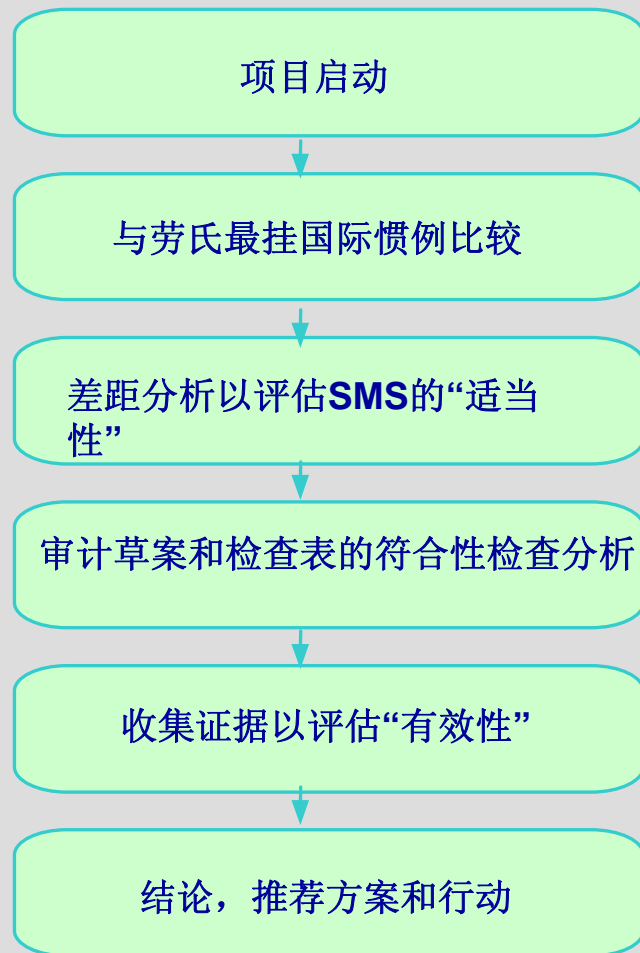 项目启动
与劳氏最挂国际惯例比较
差距分析以评估SMS的“适当
性”
审计草案和检查表的符合性检查分析
收集证据以评估“有效性”
结论，推荐方案和行动